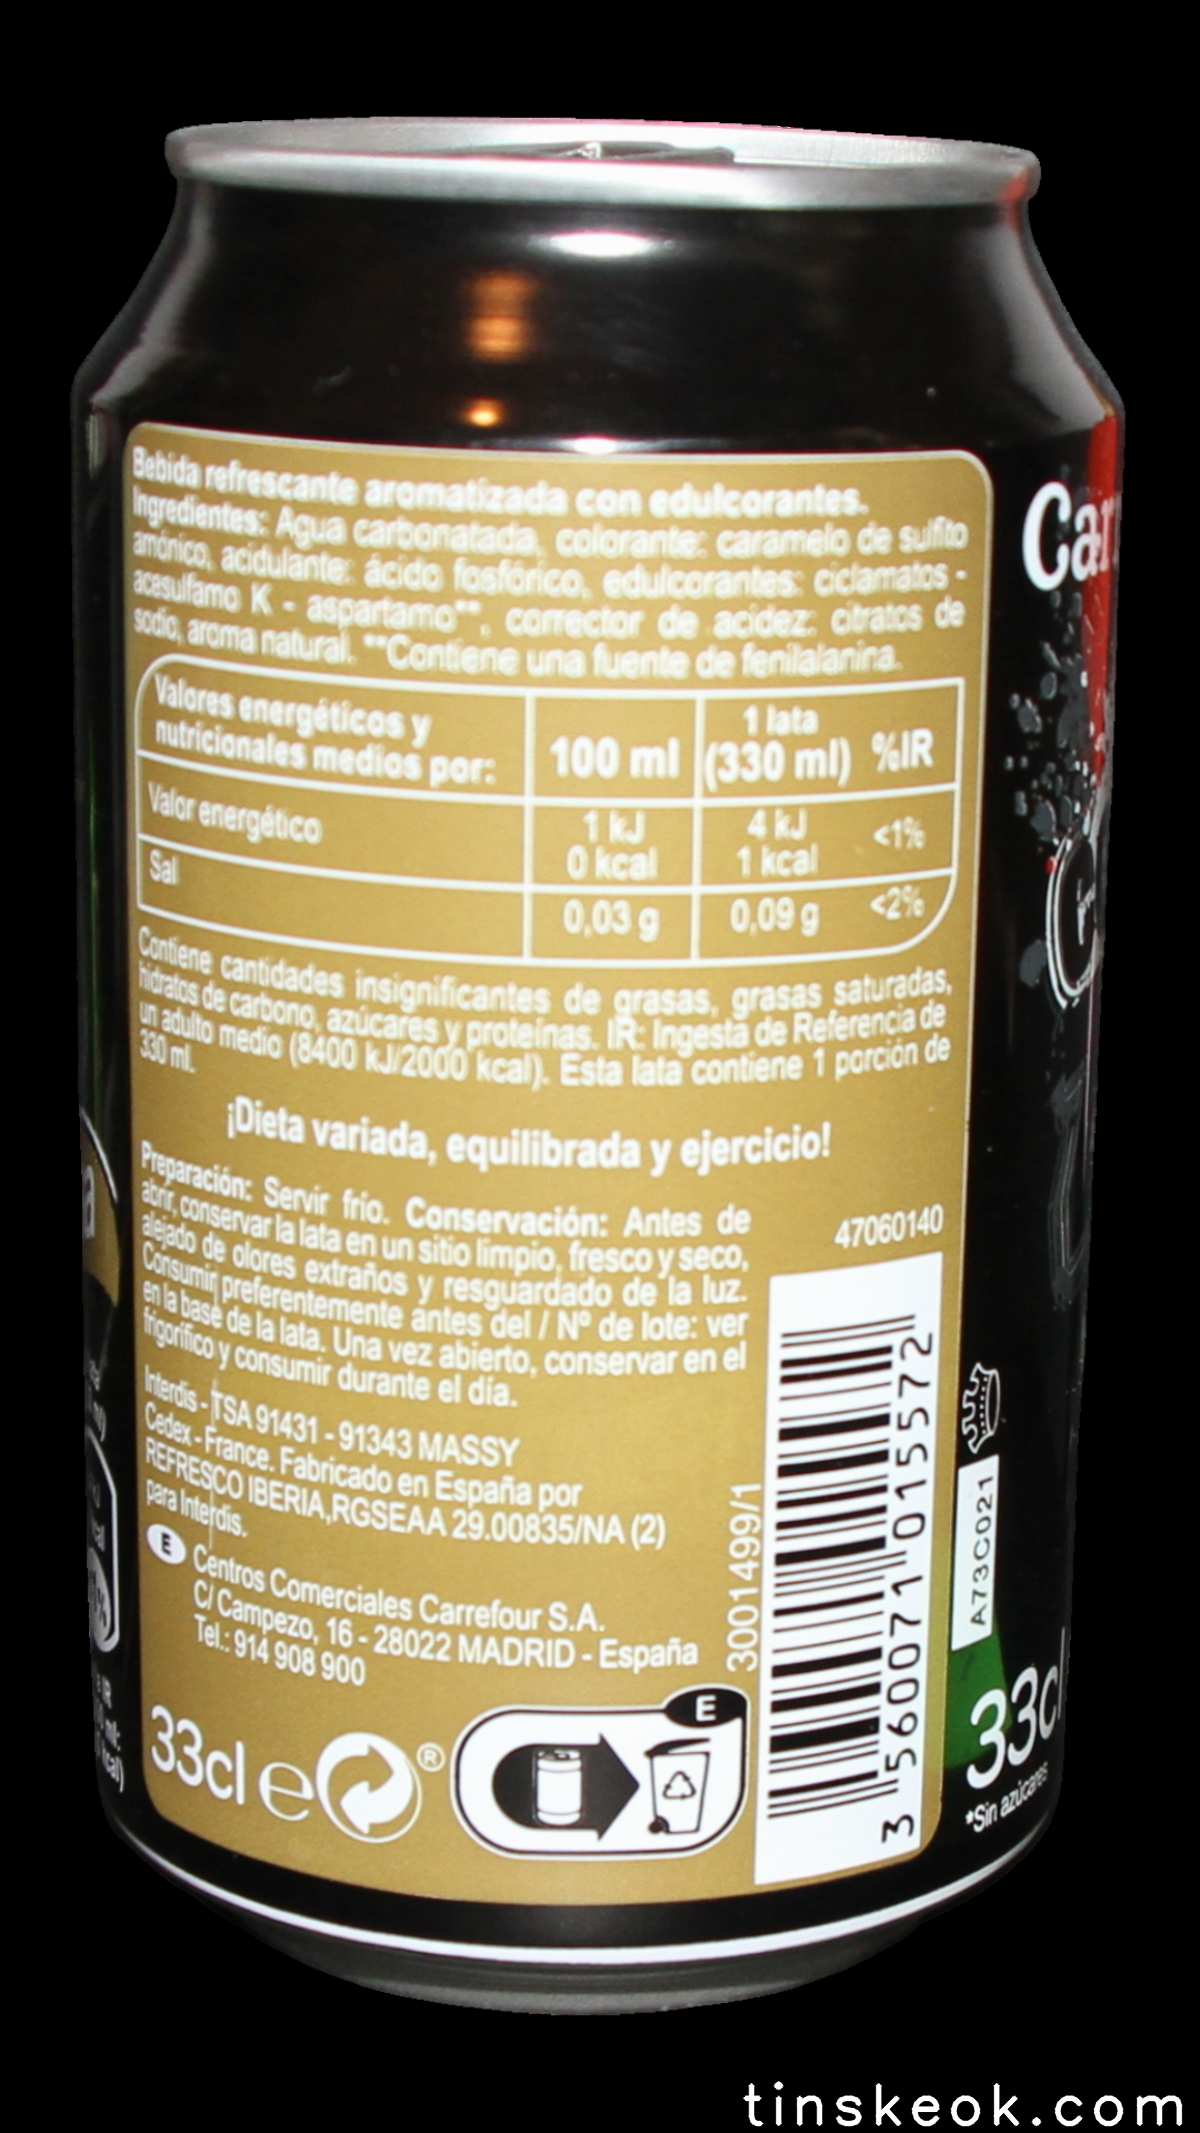 Bebida refrescante aromatizada con edulcorantes.
Ingredientes: Agua carbonatada, colorante: caramelo de sulfito
amónico, acidulante: ácido fosfórico, edulcorantes: ciclamatos -
acesulfamo K - aspartamo**, corrector de acidez: citratos de
sodio, aroma natural. **Contiene una fuente de fenilalanina.
Valores energéticos y
nutricionales medios por:
100 ml
1 lata
(330 ml)
%IR
Valor energético
1 kJ
0 kcal
4 kJ
1 kcal
<1%
Sal
0,03 g
0,09 g
<2%
Contiene cantidades insignificantes de grasas, grasas saturadas,
hidratos de carbono, azúcares y proteínas. IR: Ingesta de Referencia de
un adulto medio (8400 kJ/2000 kcal). Esta lata contiene 1 porción de
330 ml.
¡Dieta variada, equilibrada y ejercicio!
Preparación: Servir frío. Conservación: Antes de
abrir, conservar la lata en un sitio limpio, fresco y seco,
alejado de olores extraños y resguardado de la luz.
Consumir preferentemente antes del / Nº de lote: ver
en la base de la lata. Una vez abierto, conservar en el
frigorífico y consumir durante el día.
Interdis - TSA 91431 - 91343 MASSY
Cedex - France. Fabricado en España por
REFRESCO IBERIA,RGSEAA 29.00835/NA (2)
para Interdis.
E Centros Comerciales Carrefour S.A.
C/ Campezo, 16 - 28022 MADRID - España
Tel.: 914 908 900
33cl e
®
E
47060140
3001499/1
3 560071 015572
A73C021
Car
33cl
*Sin azúcares
tinskeok.com